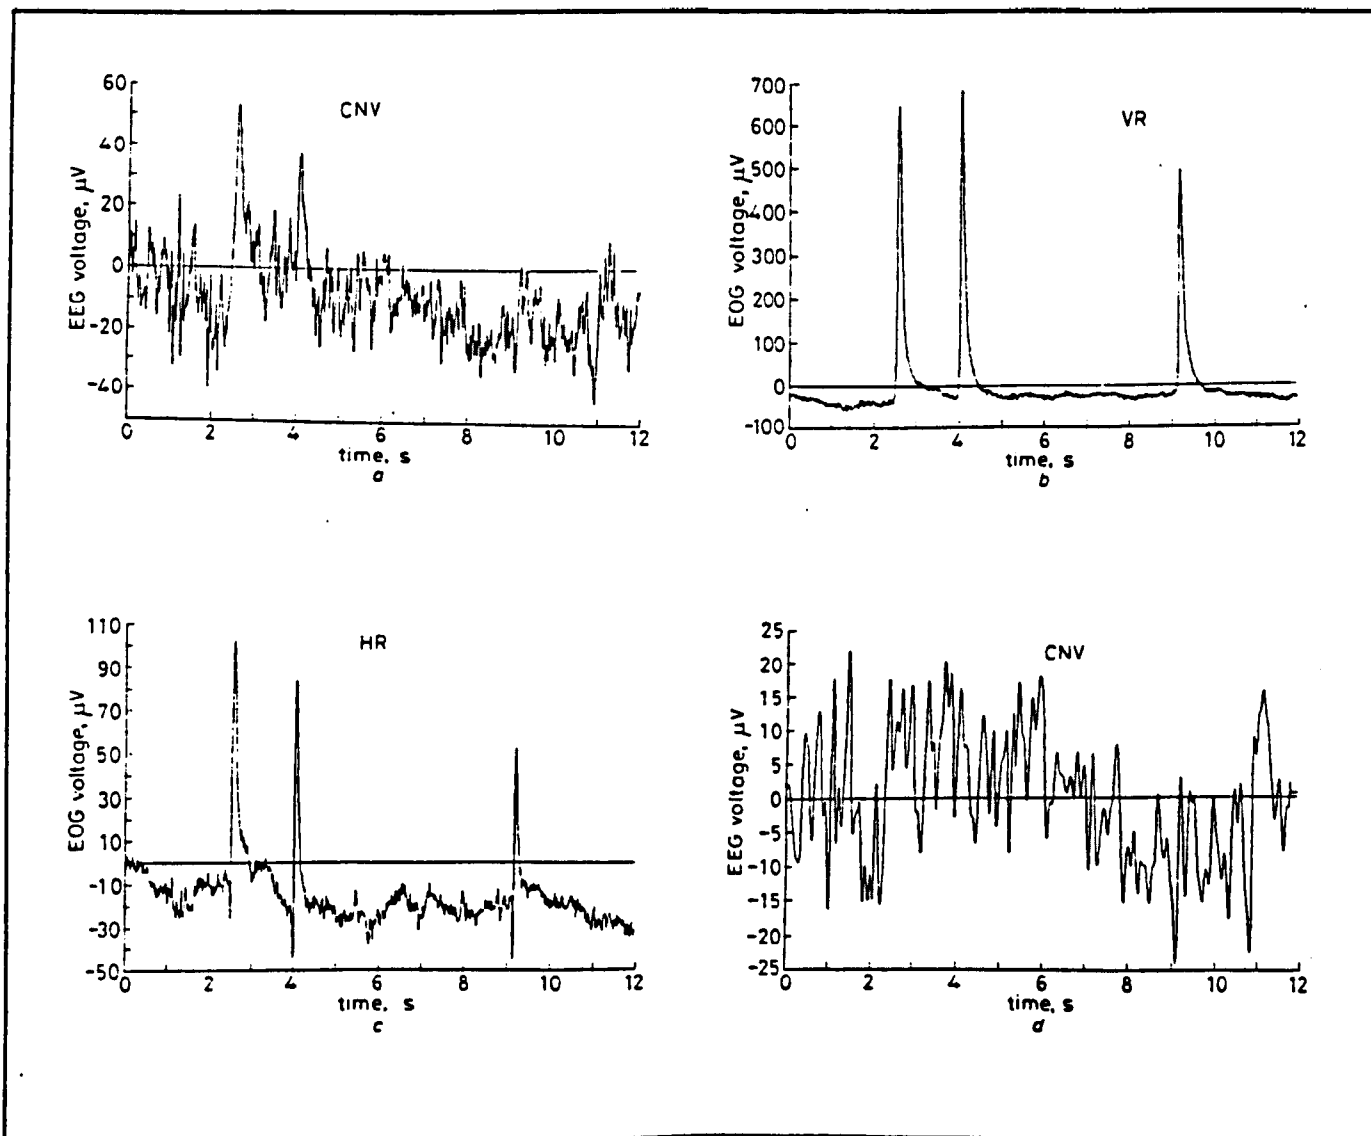 CNV
EEG voltage, μV
60
40
20
0
-20
-40
0 2 4 6 8 10 12
time, s
a
VR
EOG voltage, μV
700
600
500
400
300
200
100
0
-100
0 2 4 6 8 10 12
time, s
b
HR
EOG voltage, μV
110
90
70
50
30
10
-10
-30
-50
0 2 4 6 8 10 12
time, s
c
CNV
EEG voltage, μV
25
20
15
10
5
0
-5
-10
-15
-20
-25
0 2 4 6 8 10 12
time, s
d